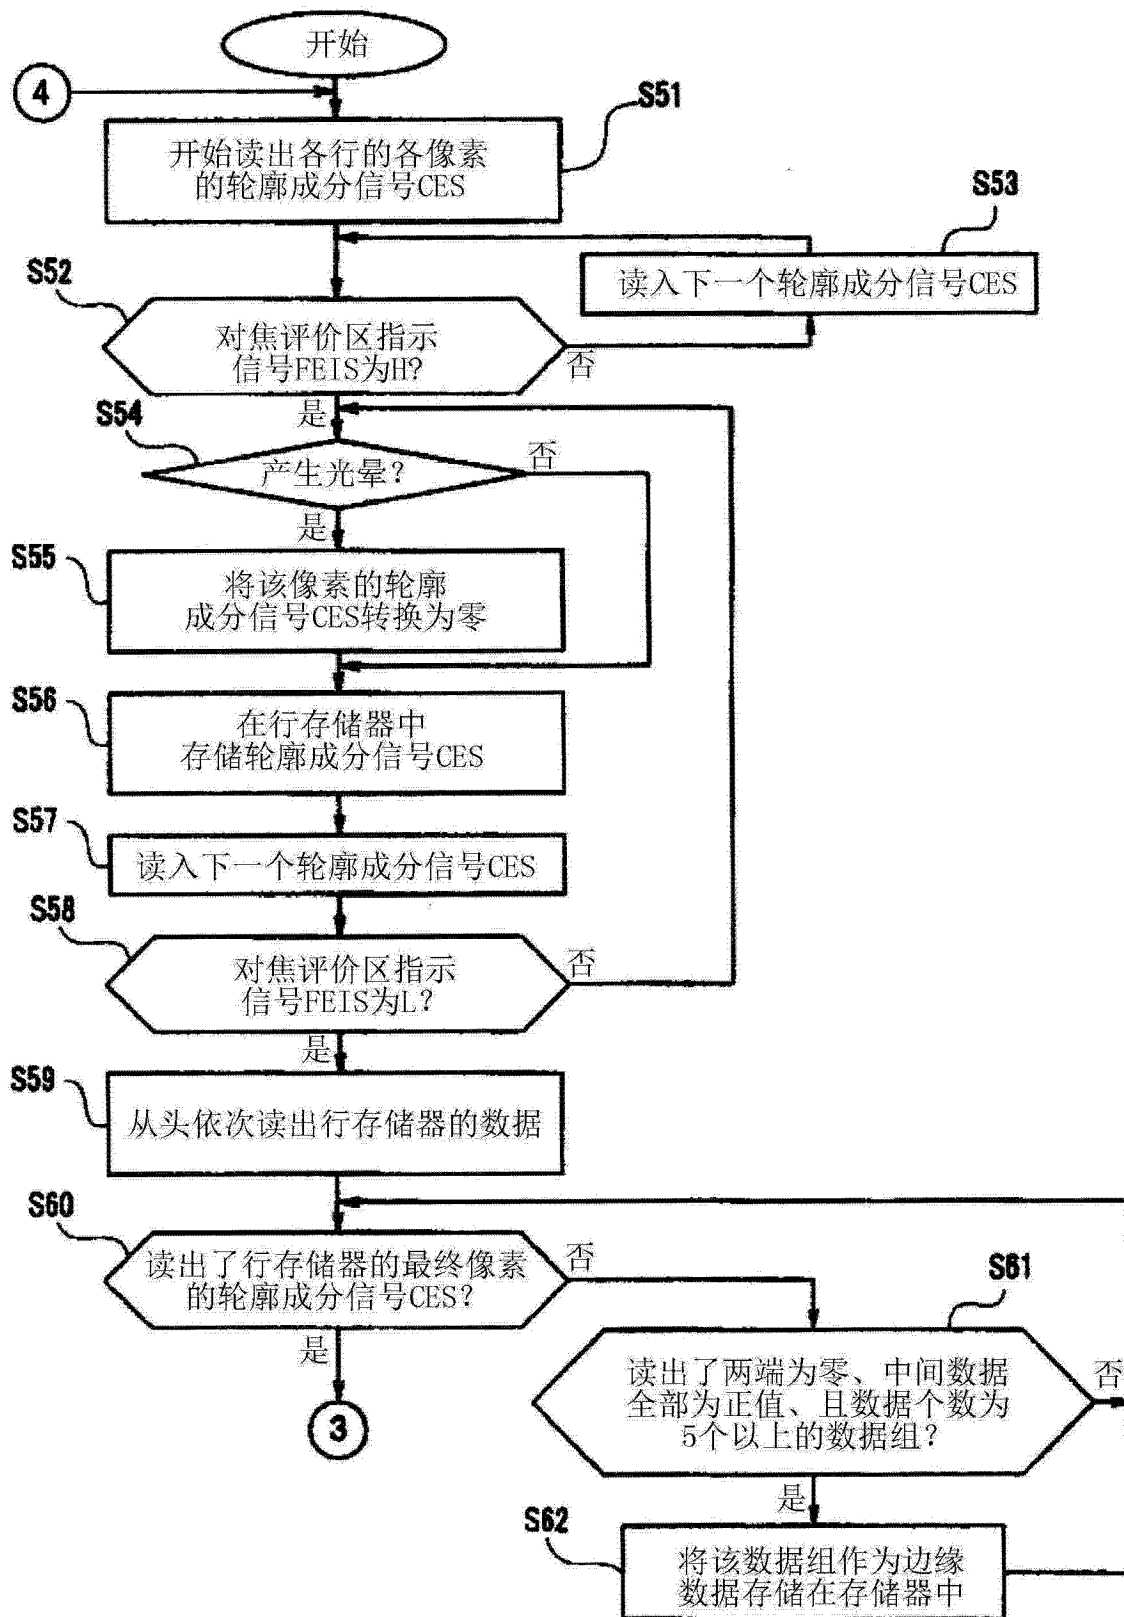 开始
4
S51
开始读出各行的各像素
的轮廓成分信号CES
S53
读入下一个轮廓成分信号CES
S52
对焦评价区指示
信号FEIS为H?
否
是
S54
产生光晕?
否
是
S55
将该像素的轮廓
成分信号CES转换为零
S56
在行存储器中
存储轮廓成分信号CES
S57
读入下一个轮廓成分信号CES
S58
对焦评价区指示
信号FEIS为L?
否
是
S59
从头依次读出行存储器的数据
S60
读出了行存储器的最终像素
的轮廓成分信号CES?
否
是
3
S61
读出了两端为零、中间数据
全部为正值、且数据个数为
5个以上的数据组?
否
是
S62
将该数据组作为边缘
数据存储在存储器中